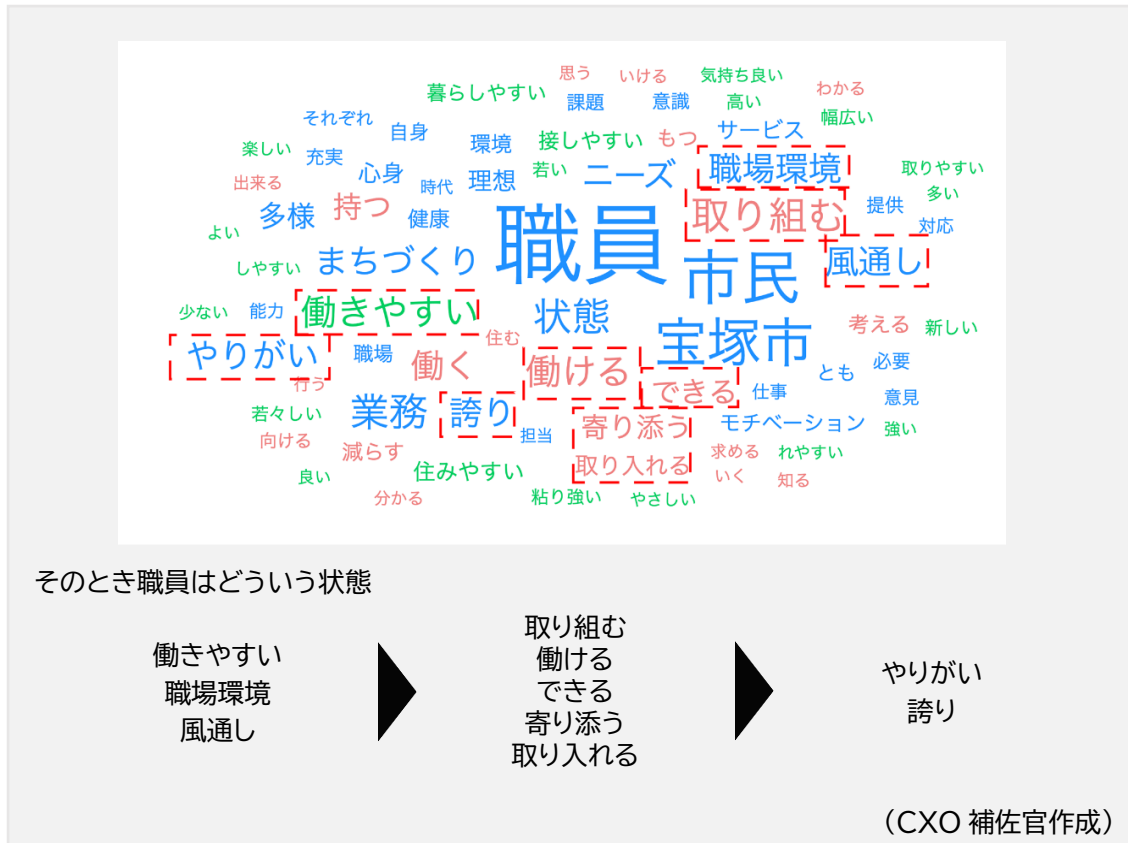 思う いける 気持ち良い
暮らしやすい 課題 意識 高い わかる
それぞれ 自身 環境 接しやすい もつ サービス 幅広い
楽しい 充実 心身 時代 理想 若い ニーズ 職場環境 取りやすい
出来る 多様 持つ 健康 職員 取り組む 提供 多い
よい 対応
しやすい まちづくり 市民 風通し
少ない 能力 働きやすい 状態 宝塚市 考える 新しい
やりがい 職場 働く 住む 働ける とも 必要
行う できる 仕事 意見
若々しい 業務 誇り 担当 寄り添う モチベーション 強い
向ける 減らす 取り入れる 求める れやすい
良い 住みやすい いく 知る
分かる 粘り強い やさしい
そのとき職員はどういう状態
働きやすい
職場環境
風通し
取り組む
働ける
できる
寄り添う
取り入れる
やりがい
誇り
（CXO 補佐官作成）